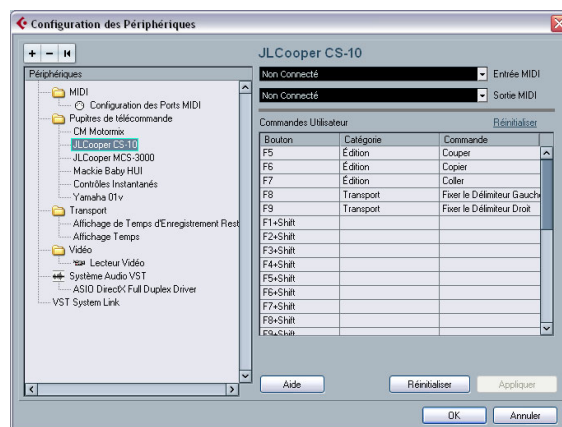 Configuration des Périphériques
Périphériques
MIDI
Configuration des Ports MIDI
Pupitres de télécommande
CM Motormix
JLCooper CS-10
JLCooper MCS-3000
Mackie Baby HUI
Contrôles Instantanés
Yamaha 01v
Transport
Affichage de Temps d'Enregistrement Rest
Affichage Temps
Vidéo
Lecteur Vidéo
Système Audio VST
ASIO DirectX Full Duplex Driver
VST System Link
JLCooper CS-10
Non Connecté Entrée MIDI
Non Connecté Sortie MIDI
Commandes Utilisateur Réinitialiser
Bouton Catégorie Commande
F5 Édition Couper
F6 Édition Copier
F7 Édition Coller
F8 Transport Fixer le Délimiteur Gauch
F9 Transport Fixer le Délimiteur Droit
F1+Shift
F2+Shift
F3+Shift
F4+Shift
F5+Shift
F6+Shift
F7+Shift
F8+Shift
F9+Shift
Aide Réinitialiser Appliquer
OK Annuler